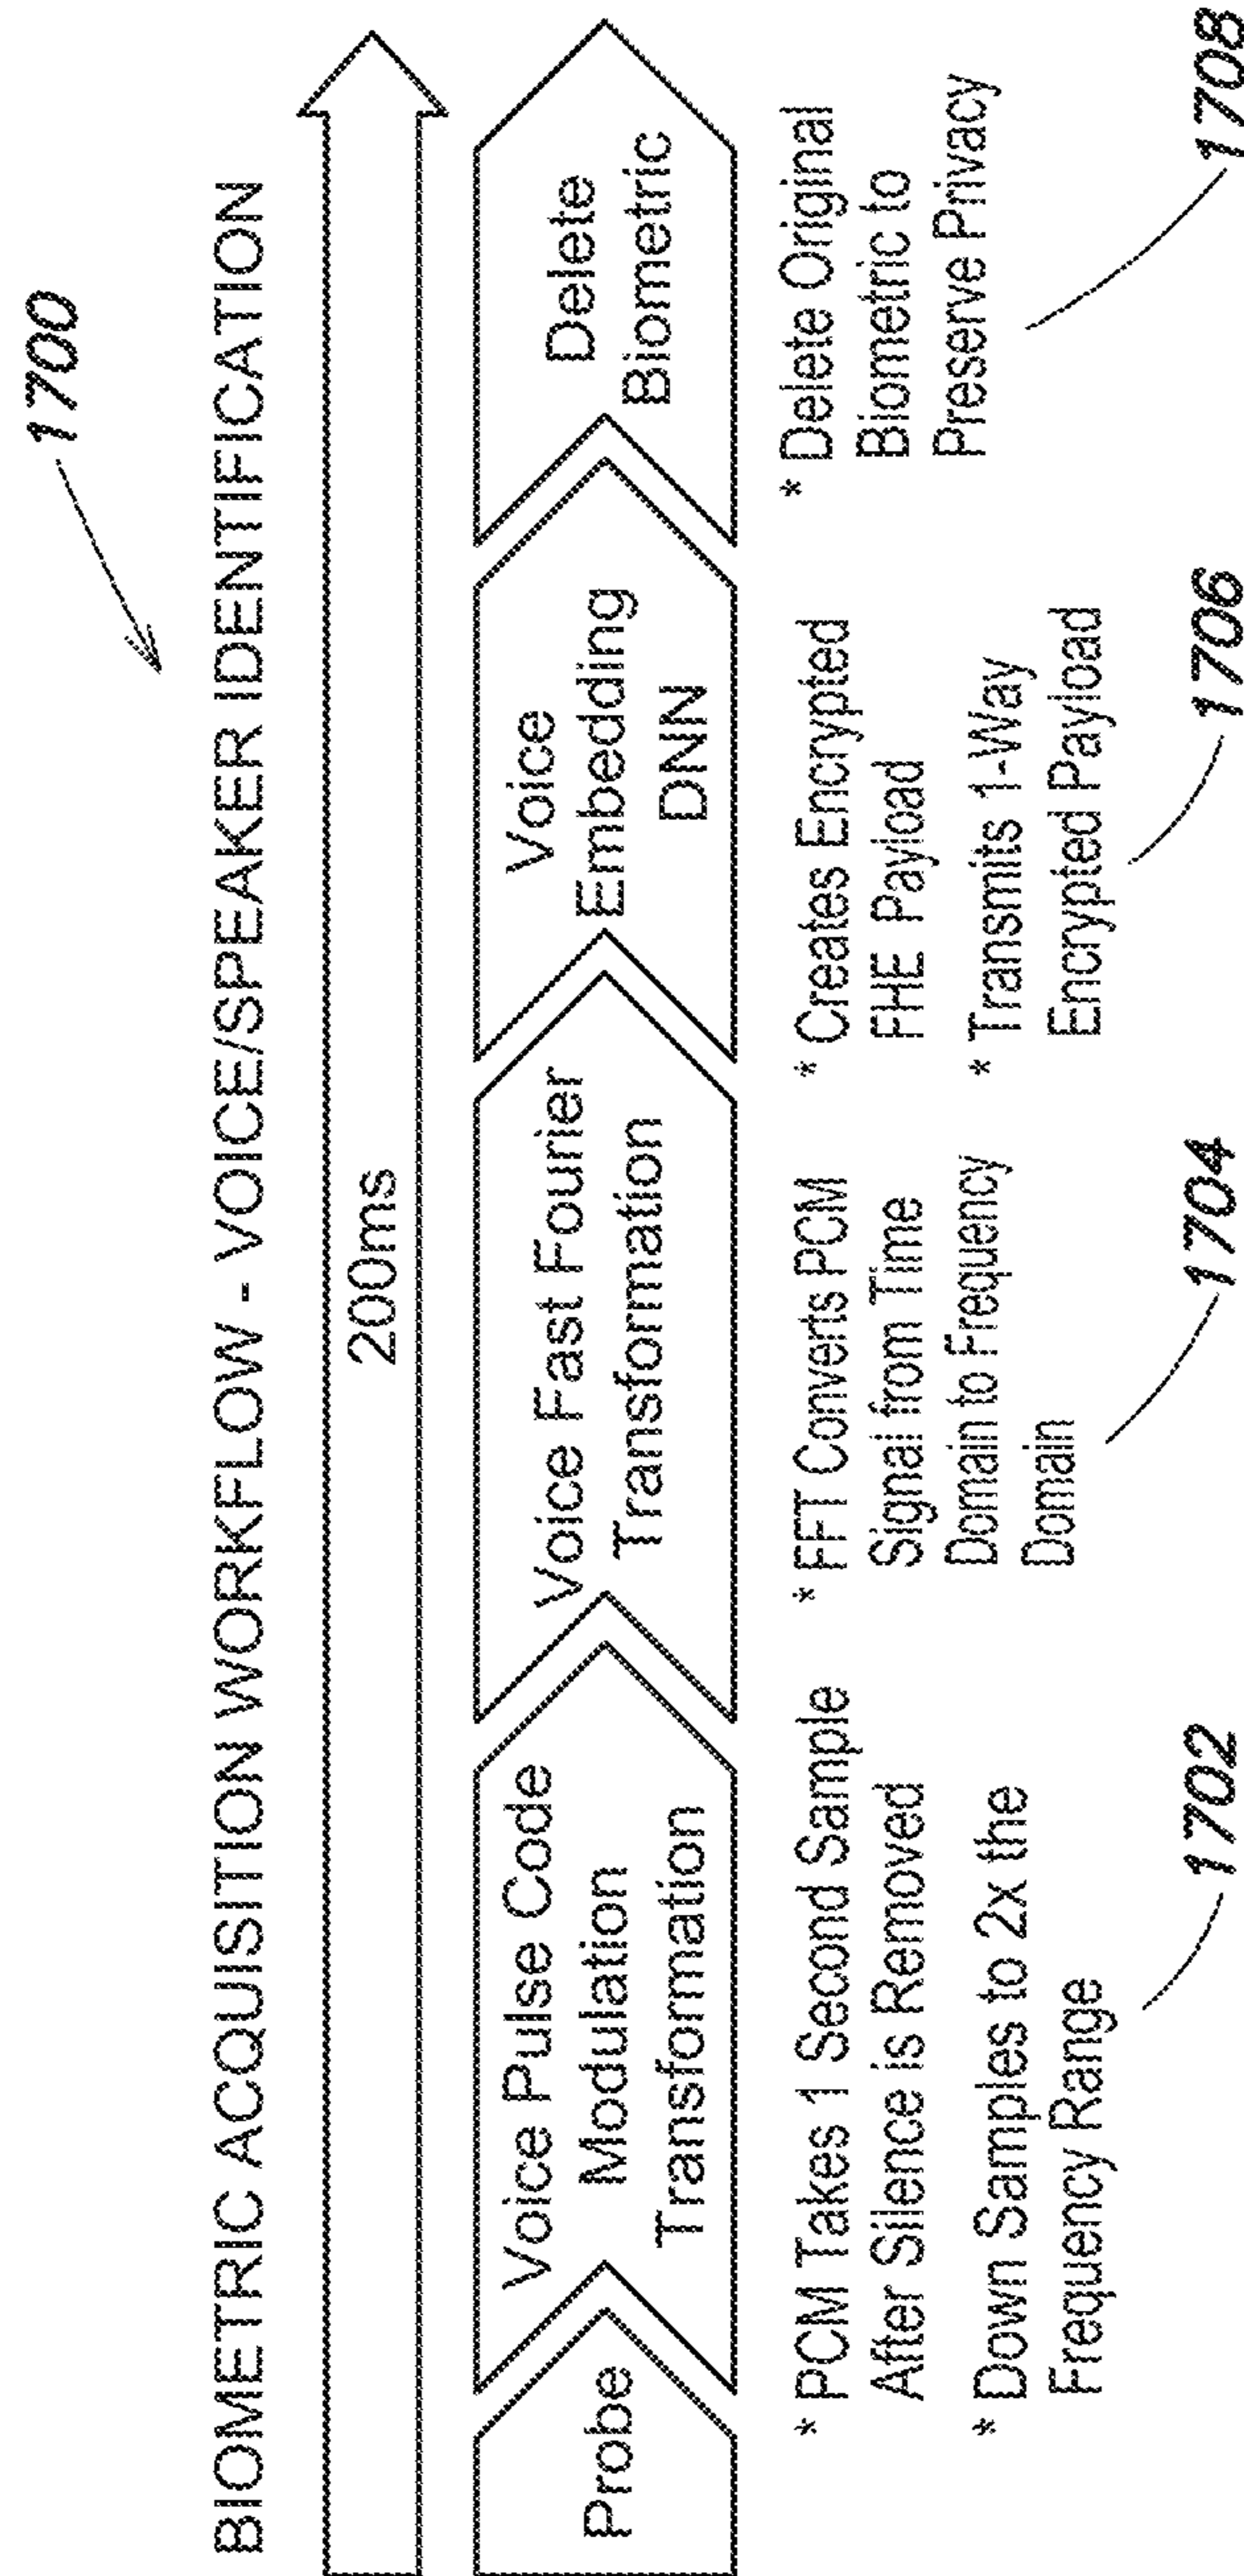 1700
BIOMETRIC ACQUISITION WORKFLOW - VOICE/SPEAKER IDENTIFICATION
200ms
Probe
Voice Pulse Code
Modulation
Transformation
Voice Fast Fourier
Transformation
Voice
Embedding
DNN
Delete
Biometric
* PCM Takes 1 Second Sample
After Silence is Removed
* Down Samples to 2x the
Frequency Range
1702
* FFT Converts PCM
Signal from Time
Domain to Frequency
Domain
1704
* Creates Encrypted
FHE Payload
* Transmits 1-Way
Encrypted Payload
1706
* Delete Original
Biometric to
Preserve Privacy
1708